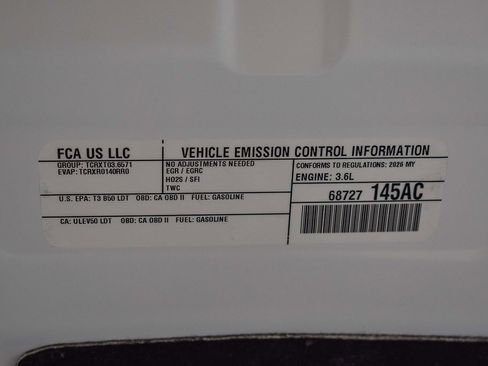 FCA US LLC
GROUP: TCRXT03.6571
EVAP: TCRXR0140RR0
VEHICLE EMISSION CONTROL INFORMATION
NO ADJUSTMENTS NEEDED
EGR / EGRC
HO2S / SFI
TWC
CONFORMS TO REGULATIONS: 2026 MY
ENGINE: 3.6L
68727 145AC
U.S. EPA: T3 B50 LDT OBD: CA OBD II FUEL: GASOLINE
CA: ULEV50 LDT OBD: CA OBD II FUEL: GASOLINE